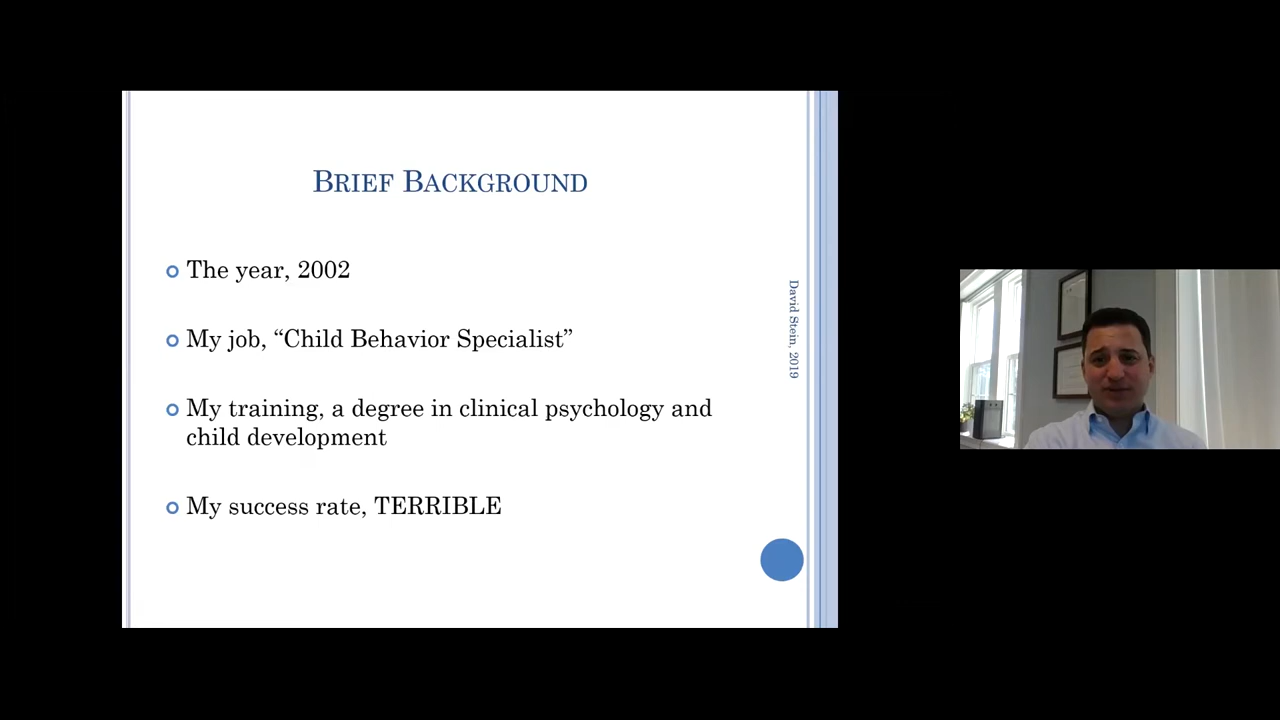 BRIEF BACKGROUND
The year, 2002
My job, “Child Behavior Specialist”
My training, a degree in clinical psychology and
child development
My success rate, TERRIBLE
David Stein, 2019